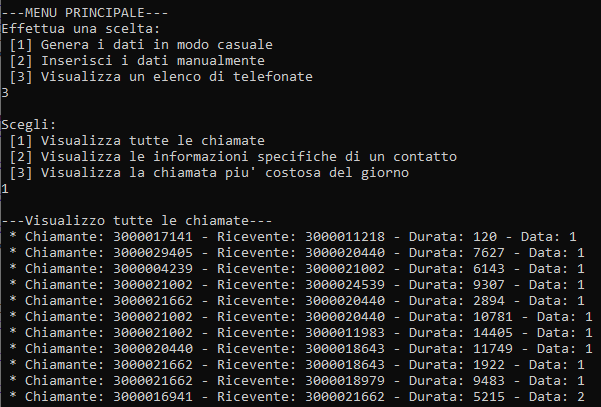 ---MENU PRINCIPALE---
Effettua una scelta:
[1] Genera i dati in modo casuale
[2] Inserisci i dati manualmente
[3] Visualizza un elenco di telefonate
3
Scegli:
[1] Visualizza tutte le chiamate
[2] Visualizza le informazioni specifiche di un contatto
[3] Visualizza la chiamata piu' costosa del giorno
1
---Visualizzo tutte le chiamate---
* Chiamante: 3000017141 - Ricevente: 3000011218 - Durata: 120 - Data: 1
* Chiamante: 3000029405 - Ricevente: 3000020440 - Durata: 7627 - Data: 1
* Chiamante: 3000004239 - Ricevente: 3000021002 - Durata: 6143 - Data: 1
* Chiamante: 3000021002 - Ricevente: 3000024539 - Durata: 9307 - Data: 1
* Chiamante: 3000021662 - Ricevente: 3000020440 - Durata: 2894 - Data: 1
* Chiamante: 3000021002 - Ricevente: 3000020440 - Durata: 10781 - Data: 1
* Chiamante: 3000021002 - Ricevente: 3000011983 - Durata: 14405 - Data: 1
* Chiamante: 3000020440 - Ricevente: 3000018643 - Durata: 11749 - Data: 1
* Chiamante: 3000021662 - Ricevente: 3000018643 - Durata: 1922 - Data: 1
* Chiamante: 3000021662 - Ricevente: 3000018979 - Durata: 9483 - Data: 1
* Chiamante: 3000016941 - Ricevente: 3000021662 - Durata: 5215 - Data: 2